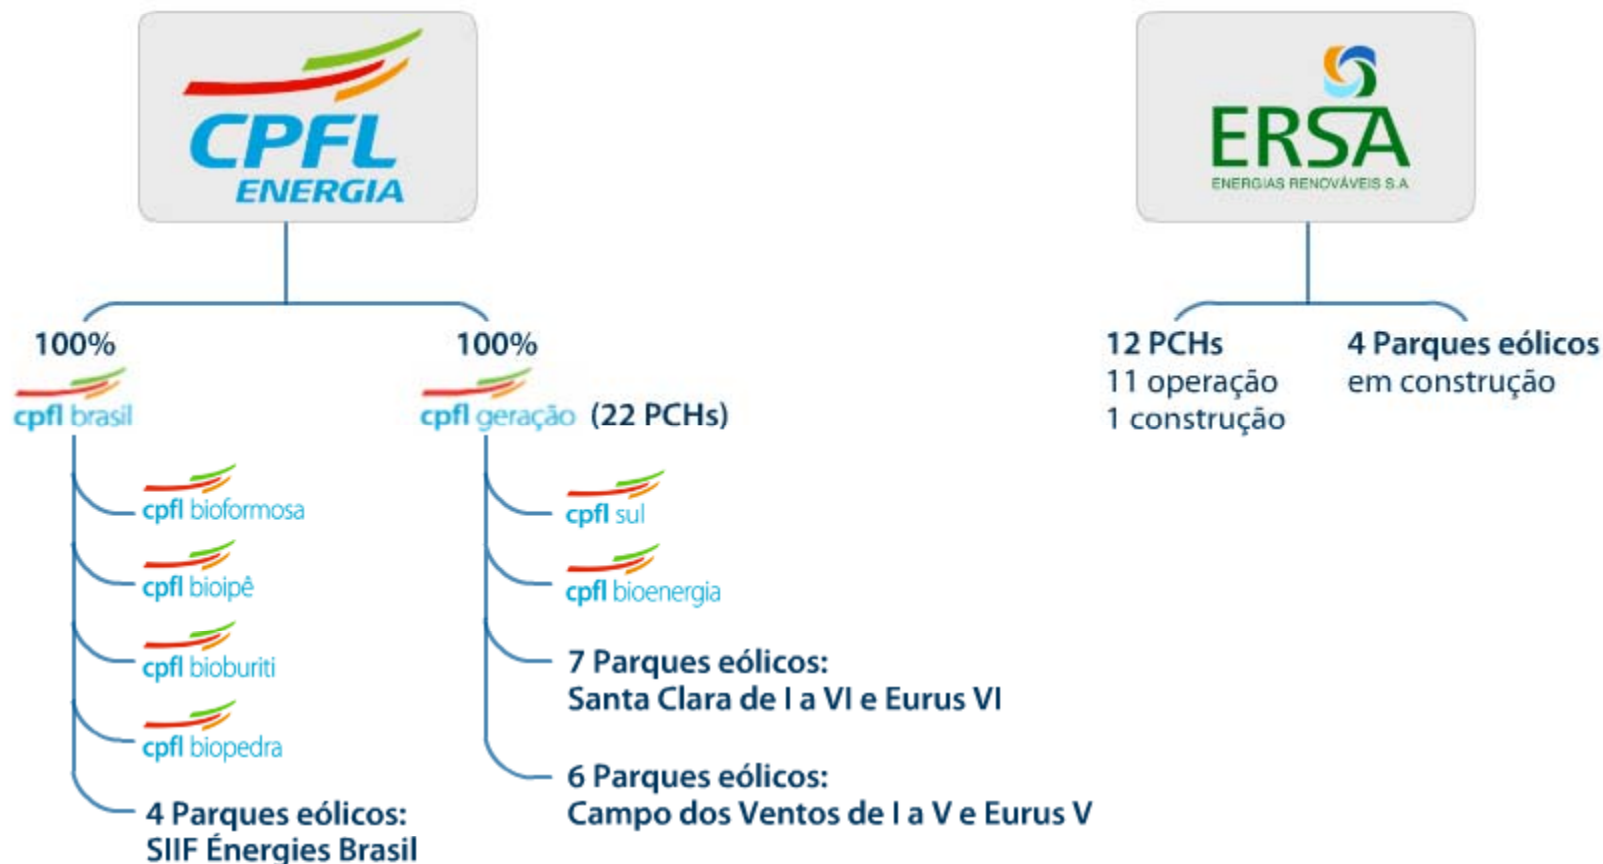 CPFL
ENERGIA
ERSA
ENERGIAS RENOVÁVEIS S.A
100%
cpfl brasil
cpfl bioformosa
cpfl bioipê
cpfl bioburiti
cpfl biopedra
4 Parques eólicos:
SIIF Énergies Brasil
100%
cpfl geração (22 PCHs)
cpfl sul
cpfl bioenergia
7 Parques eólicos:
Santa Clara de I a VI e Eurus VI
6 Parques eólicos:
Campo dos Ventos de I a V e Eurus V
12 PCHs
11 operação
1 construção
4 Parques eólicos
em construção